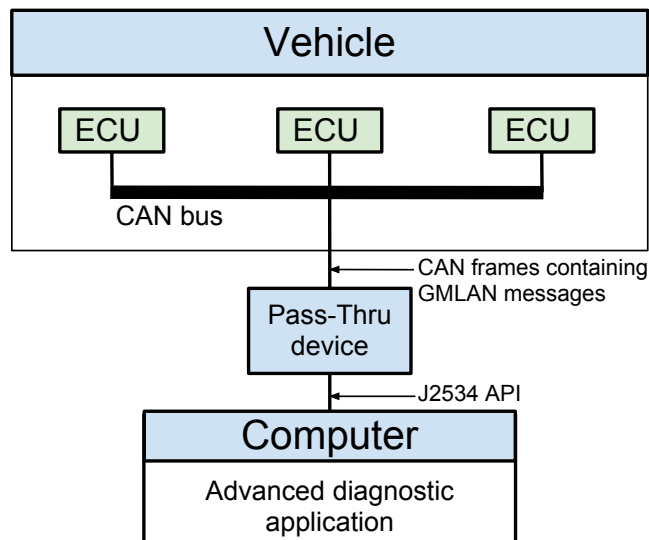 Vehicle
ECU ECU ECU
CAN bus
CAN frames containing
GMLAN messages
Pass-Thru
device
J2534 API
Computer
Advanced diagnostic
application